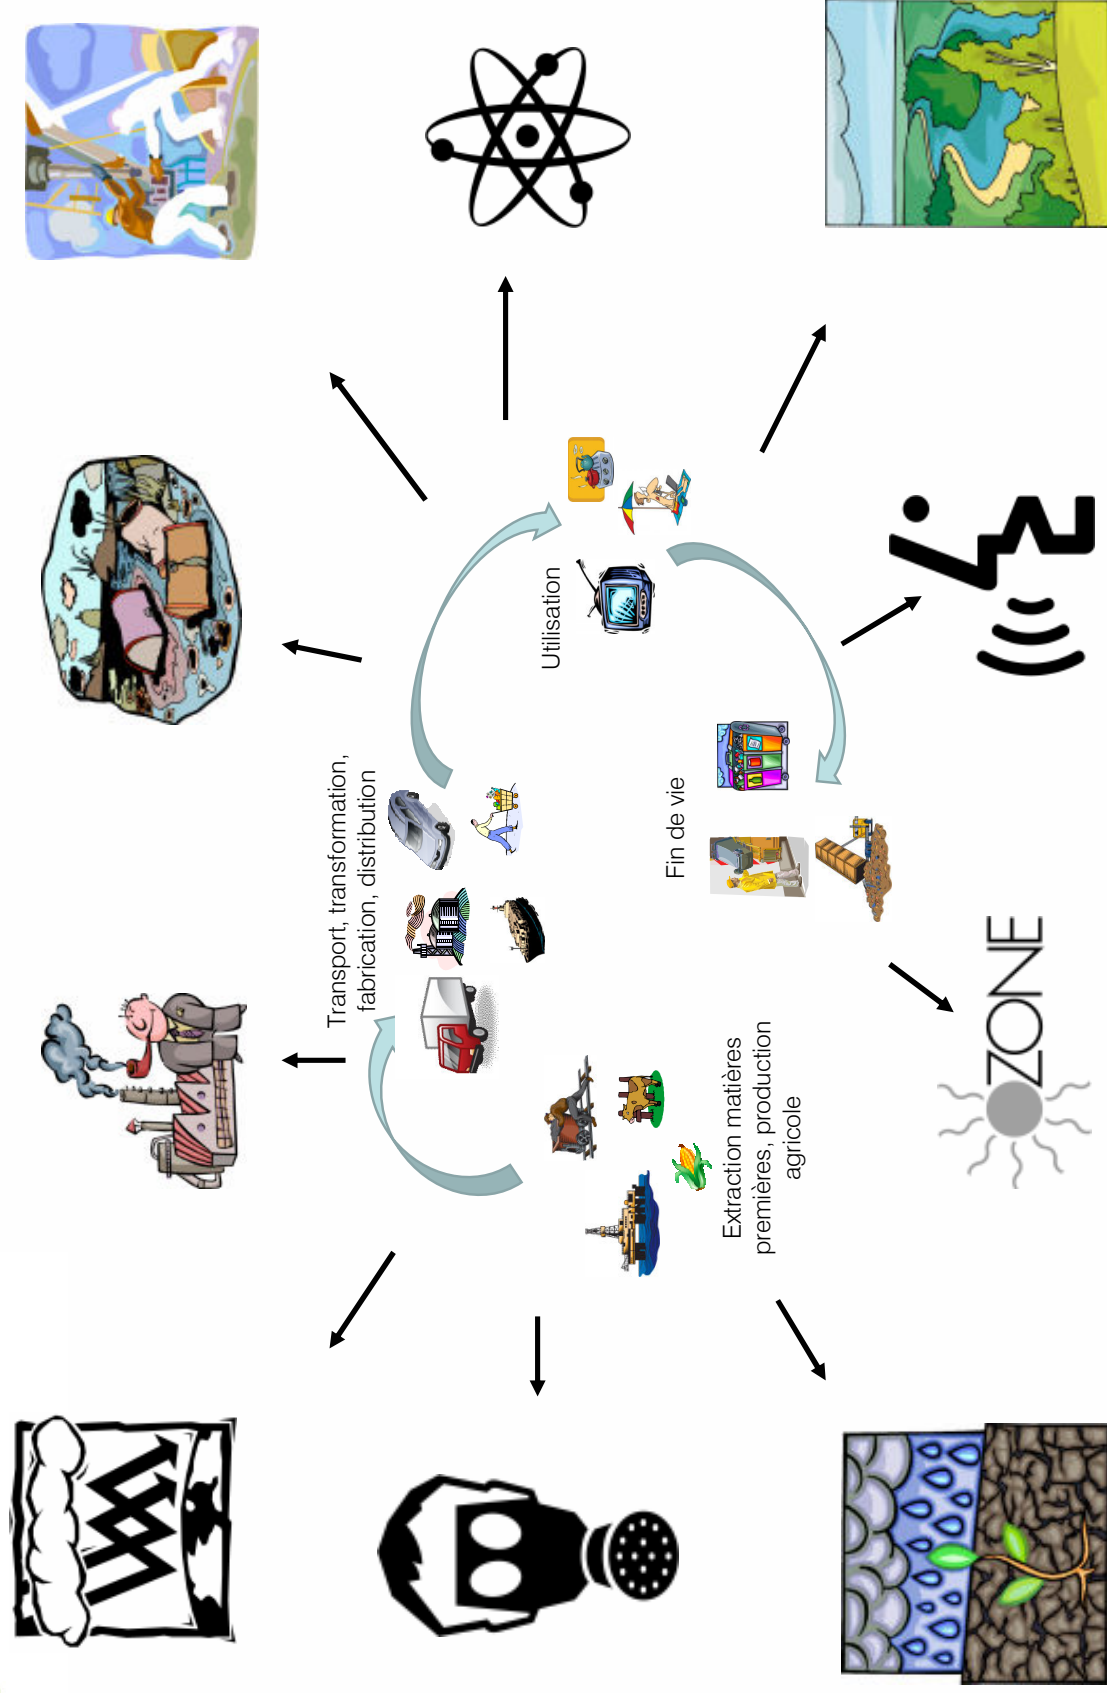 Transport, transformation,
fabrication, distribution
Utilisation
Extraction matières
premières, production
agricole
Fin de vie
OZONE